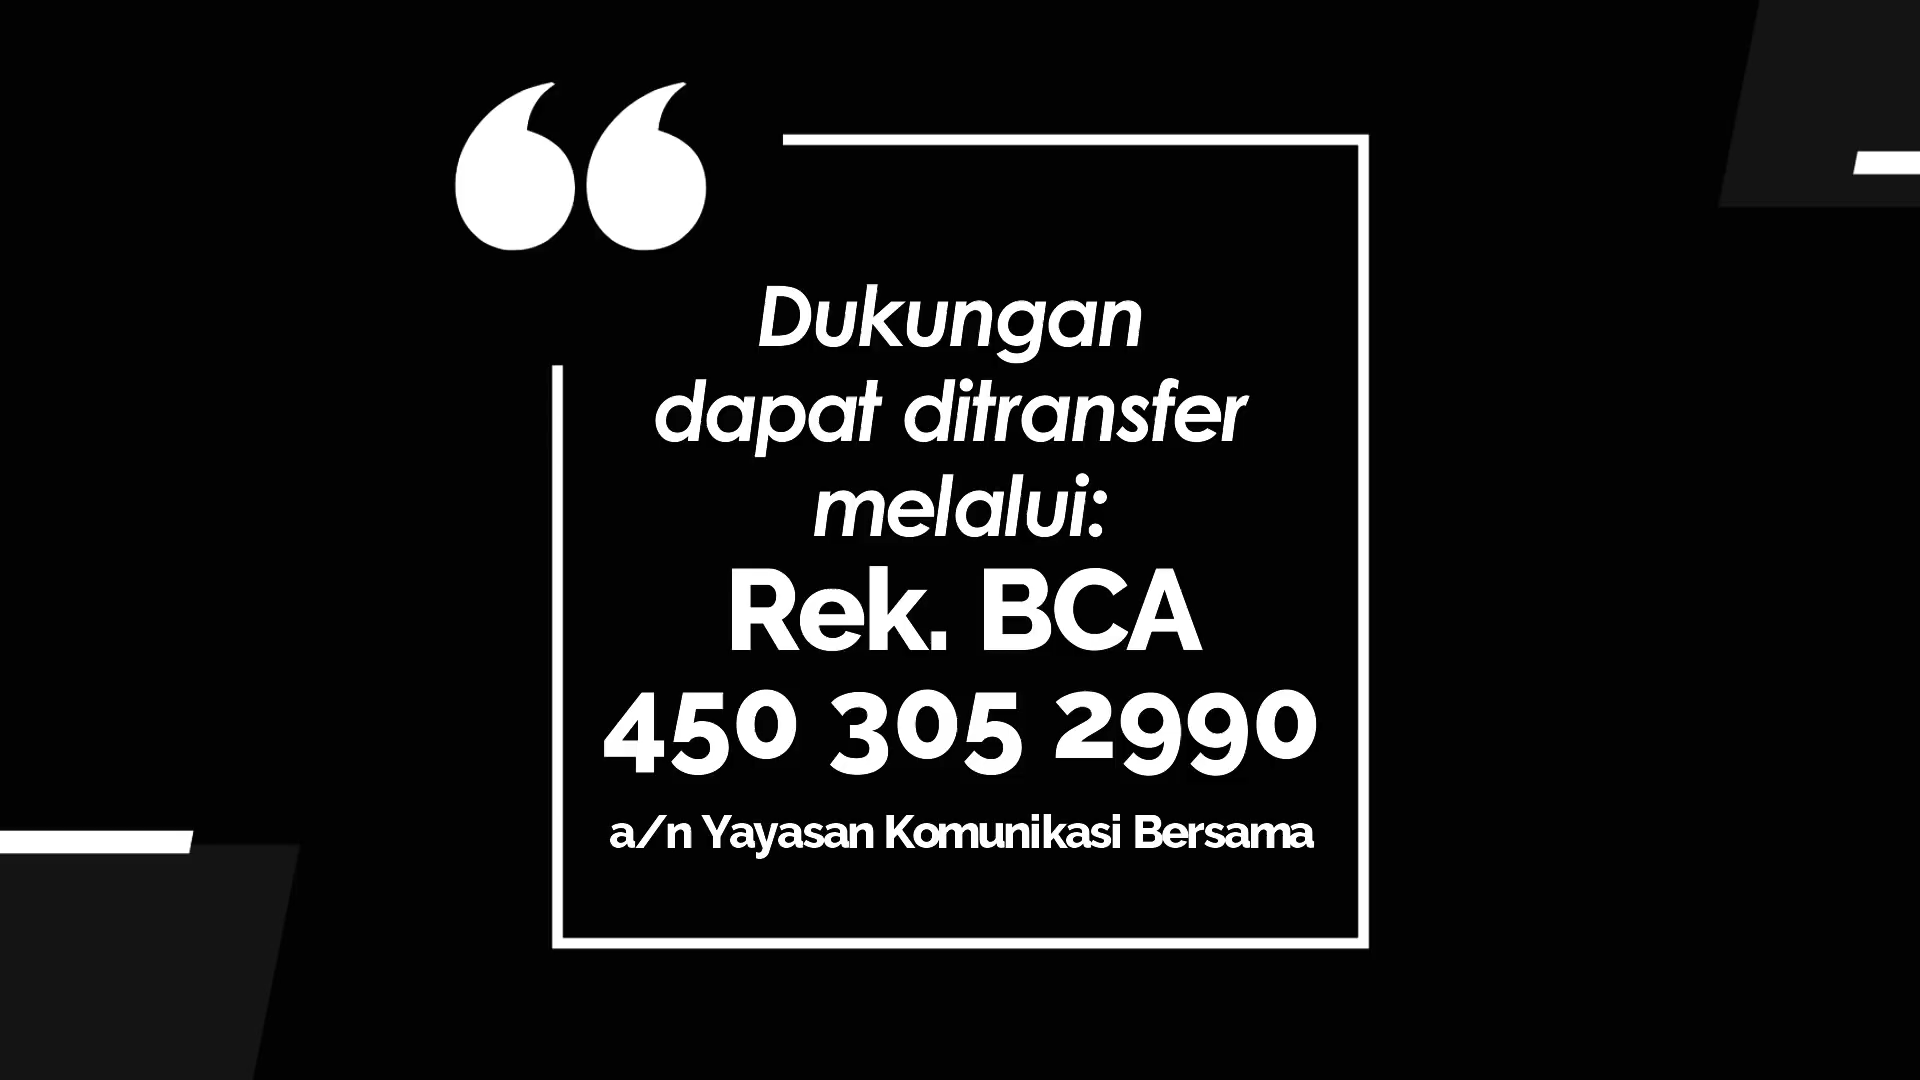 Dukungan
dapat ditransfer
melalui:
Rek. BCA
450 305 2990
a/n Yayasan Komunikasi Bersama